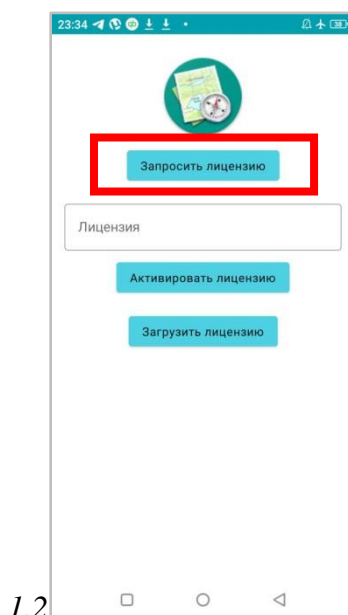 23:34
Запросить лицензию
Лицензия
Активировать лицензию
Загрузить лицензию
1.2